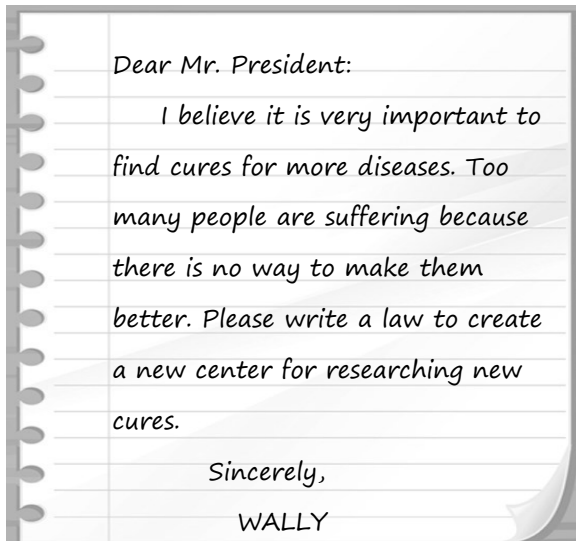 Dear Mr. President:
I believe it is very important to
find cures for more diseases. Too
many people are suffering because
there is no way to make them
better. Please write a law to create
a new center for researching new
cures.
Sincerely,
WALLY